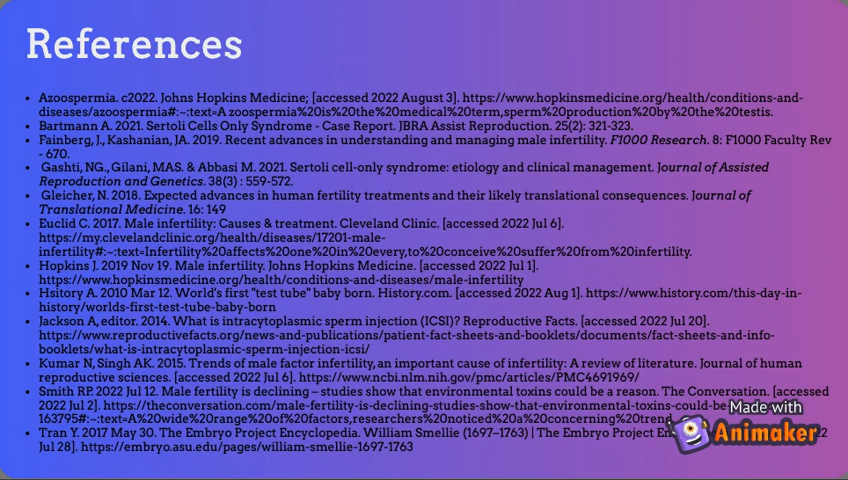 References
• Azoospermia. c2022. Johns Hopkins Medicine; [accessed 2022 August 3]. https://www.hopkinsmedicine.org/health/conditions-and-
diseases/azoospermia#:~:text=A zoospermia%20is%20the%20medical%20term,sperm%20production%20by%20the%20testis.
• Bartmann A. 2021. Sertoli Cells Only Syndrome - Case Report. JBRA Assist Reproduction. 25(2): 321-323.
• Fainberg, J., Kashanian, JA. 2019. Recent advances in understanding and managing male infertility. F1000 Research. 8: F1000 Faculty Rev
- 670.
• Gashti, NG., Gilani, MAS. & Abbasi M. 2021. Sertoli cell-only syndrome: etiology and clinical management. Journal of Assisted
Reproduction and Genetics. 38(3) : 559-572.
• Gleicher, N. 2018. Expected advances in human fertility treatments and their likely translational consequences. Journal of
Translational Medicine. 16: 149
• Euclid C. 2017. Male infertility: Causes & treatment. Cleveland Clinic. [accessed 2022 Jul 6].
https://my.clevelandclinic.org/health/diseases/17201-male-
infertility#:~:text=Infertility%20affects%20one%20in%20every,to%20conceive%20suffer%20from%20infertility.
• Hopkins J. 2019 Nov 19. Male infertility. Johns Hopkins Medicine. [accessed 2022 Jul 1].
https://www.hopkinsmedicine.org/health/conditions-and-diseases/male-infertility
• Hsitory A. 2010 Mar 12. World's first "test tube" baby born. History.com. [accessed 2022 Aug 1]. https://www.history.com/this-day-in-
history/worlds-first-test-tube-baby-born
• Jackson A, editor. 2014. What is intracytoplasmic sperm injection (ICSI)? Reproductive Facts. [accessed 2022 Jul 20].
https://www.reproductivefacts.org/news-and-publications/patient-fact-sheets-and-booklets/documents/fact-sheets-and-info-
booklets/what-is-intracytoplasmic-sperm-injection-icsi/
• Kumar N, Singh AK. 2015. Trends of male factor infertility, an important cause of infertility: A review of literature. Journal of human
reproductive sciences. [accessed 2022 Jul 6]. https://www.ncbi.nlm.nih.gov/pmc/articles/PMC4691969/
• Smith RP. 2022 Jul 12. Male fertility is declining – studies show that environmental toxins could be a reason. The Conversation. [accessed
2022 Jul 2]. https://theconversation.com/male-fertility-is-declining-studies-show-that-environmental-toxins-could-be
163795#:~:text=A%20wide%20range%20of%20factors,researchers%20noticed%20a%20concerning%20trend
• Tran Y. 2017 May 30. The Embryo Project Encyclopedia. William Smellie (1697–1763) | The Embryo Project
Jul 28]. https://embryo.asu.edu/pages/william-smellie-1697-1763
Made with
Animaker